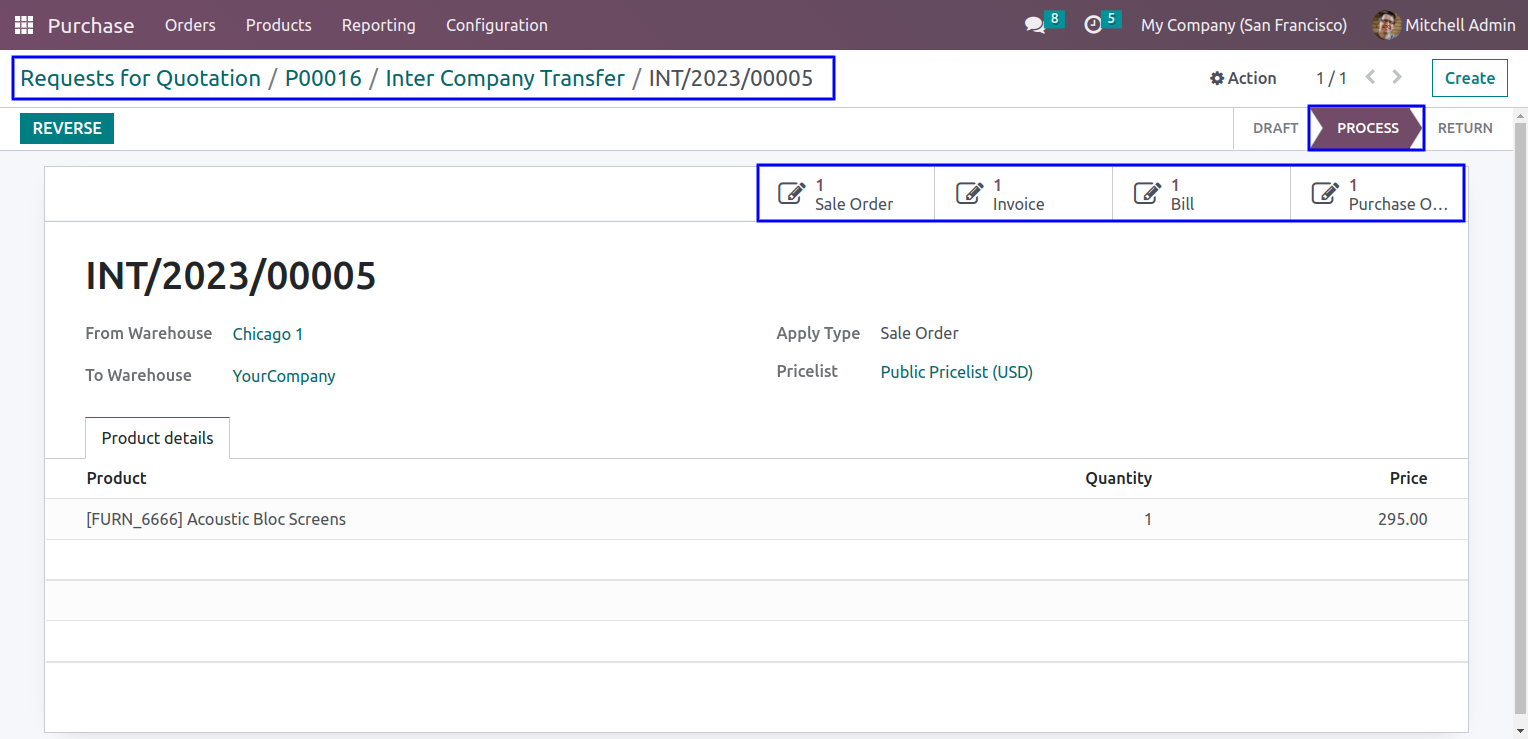 Purchase Orders Products Reporting Configuration 8 5 My Company (San Francisco) Mitchell Admin
Requests for Quotation / P00016 / Inter Company Transfer / INT/2023/00005 Action 1 / 1 Create
REVERSE DRAFT PROCESS RETURN
1 Sale Order 1 Invoice 1 Bill 1 Purchase O...
INT/2023/00005
From Warehouse Chicago 1 Apply Type Sale Order
To Warehouse YourCompany Pricelist Public Pricelist (USD)
Product details
Product Quantity Price
[FURN_6666] Acoustic Bloc Screens 1 295.00